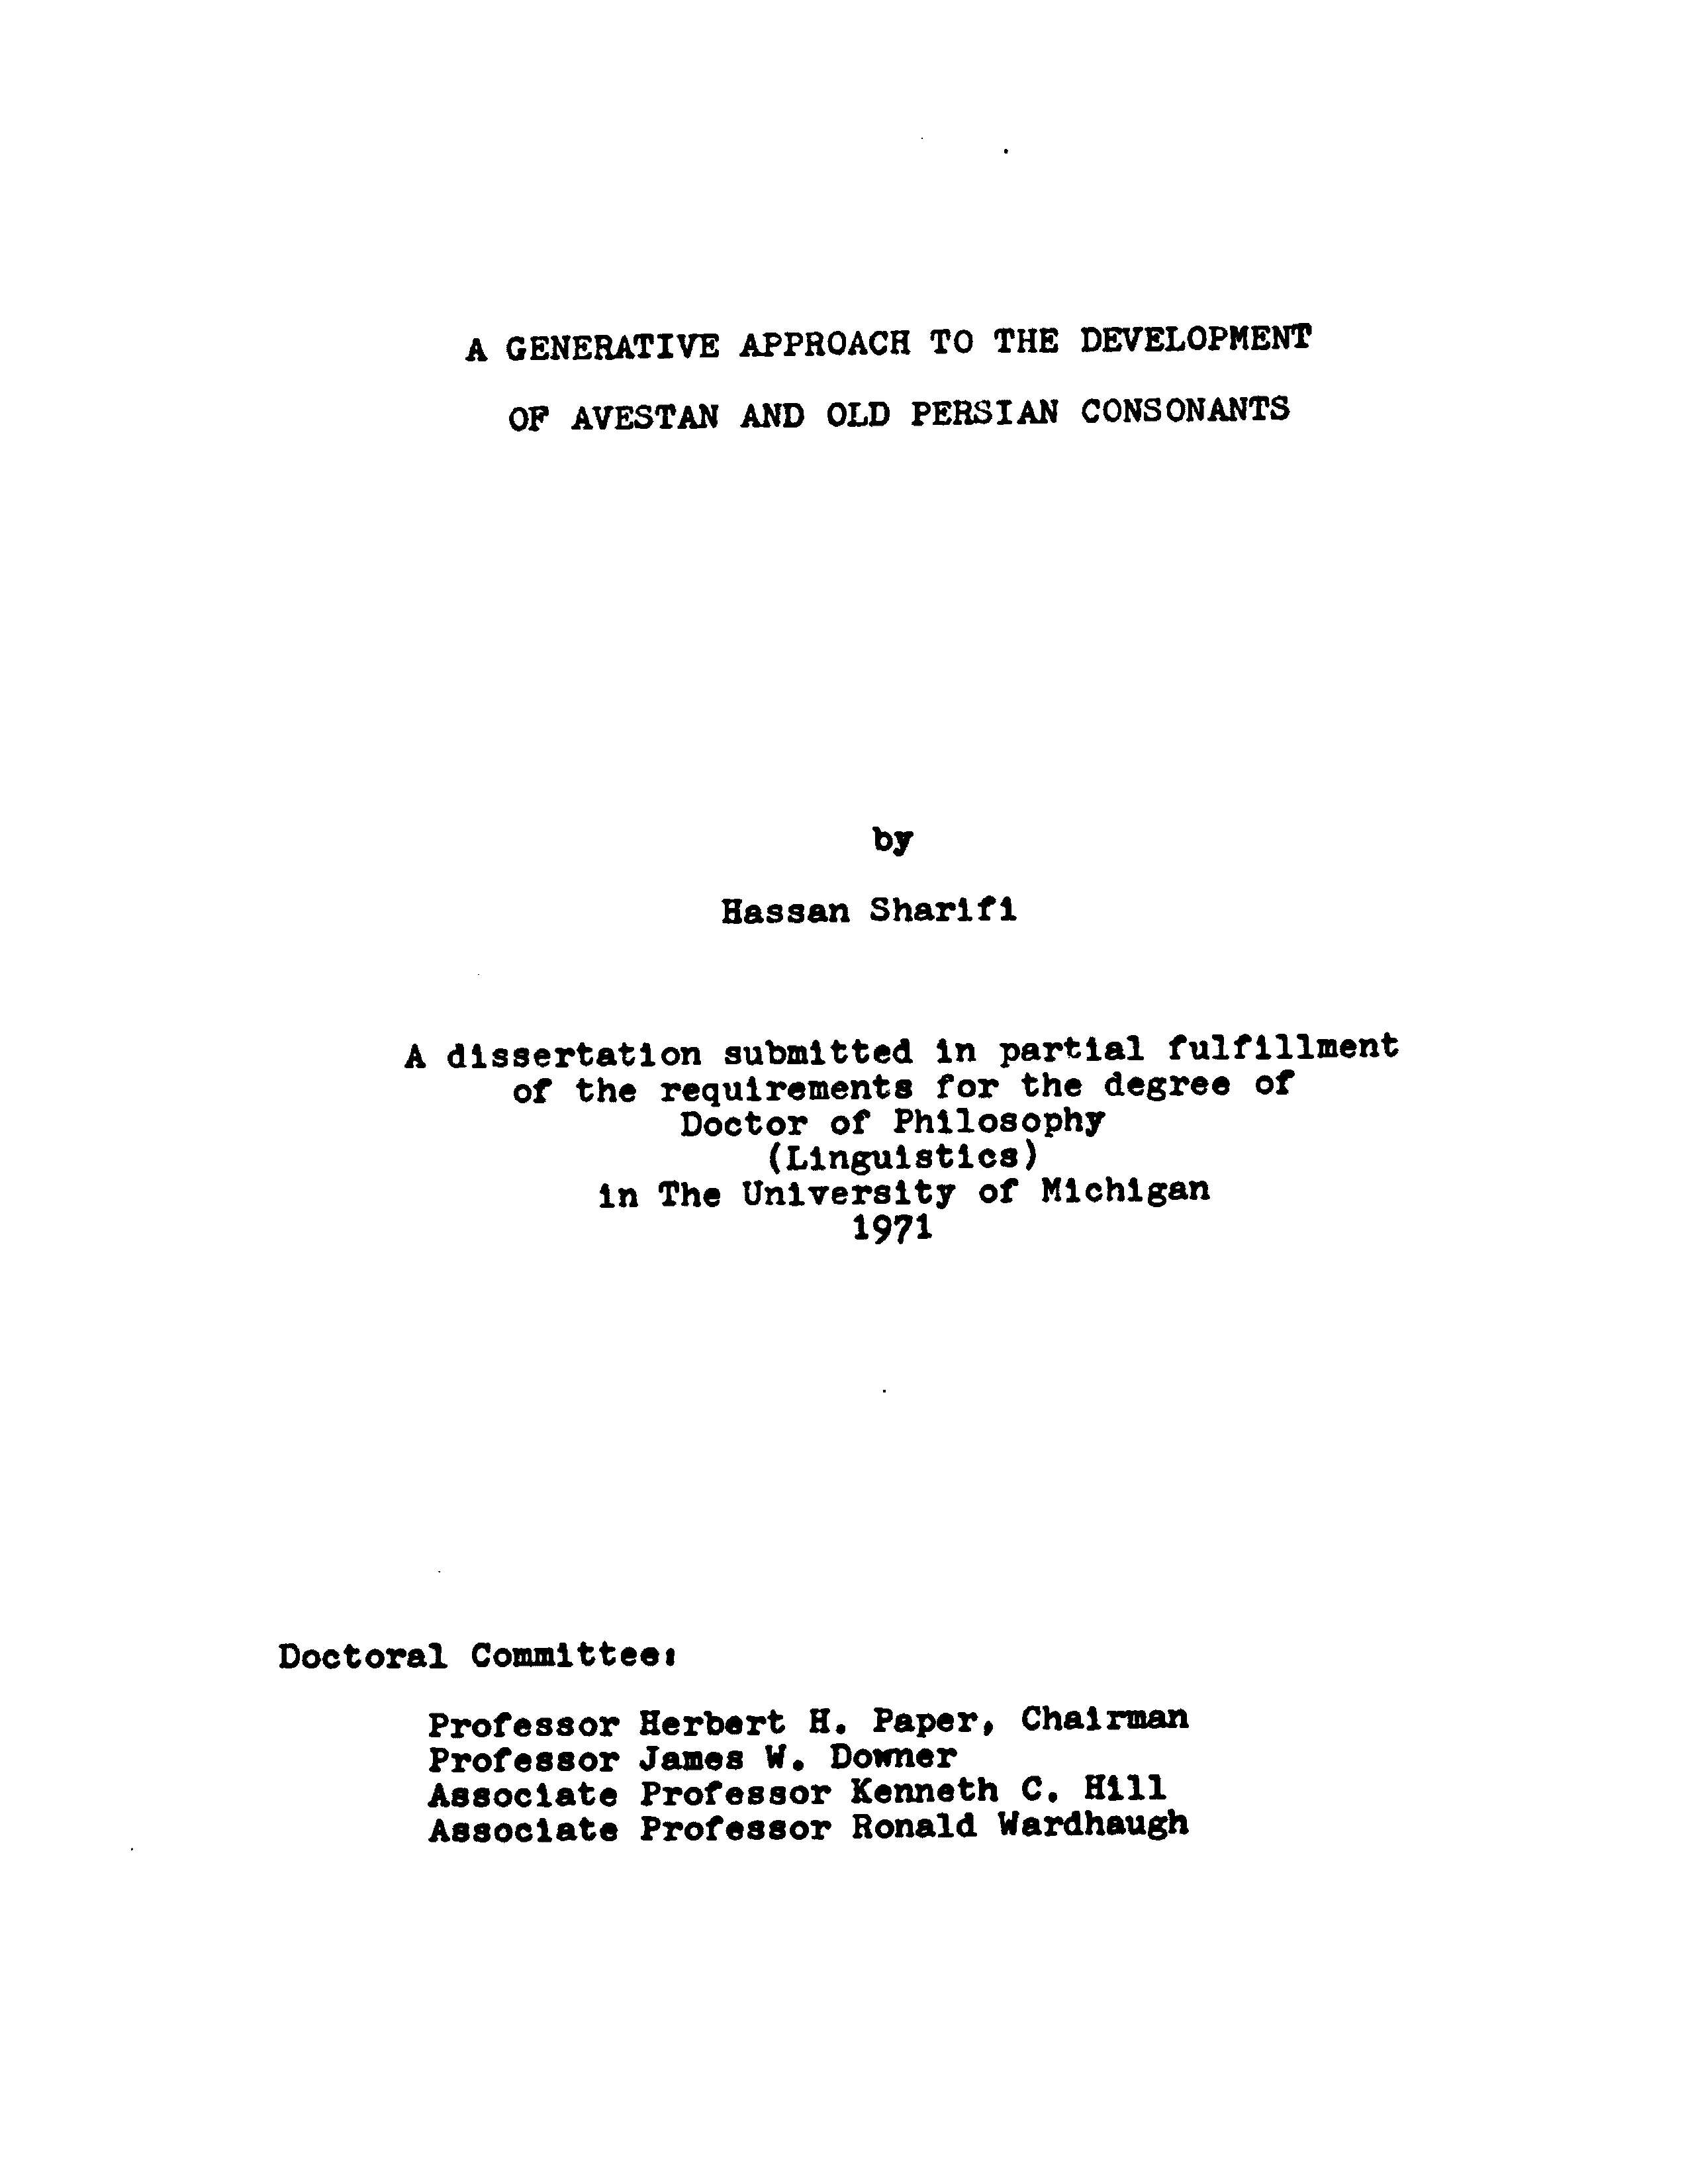 A GENERATIVE APPROACH TO THE DEVELOPMENT
OF AVESTAN AND OLD PERSIAN CONSONANTS
by
Hassan Sharifi
A dissertation submitted in partial fulfillment
of the requirements for the degree of
Doctor of Philosophy
(Linguistics)
in The University of Michigan
1971
Doctoral Committee:
Professor Herbert H. Paper, Chairman
Professor James W. Downer
Associate Professor Kenneth C. Hill
Associate Professor Ronald Wardhaugh